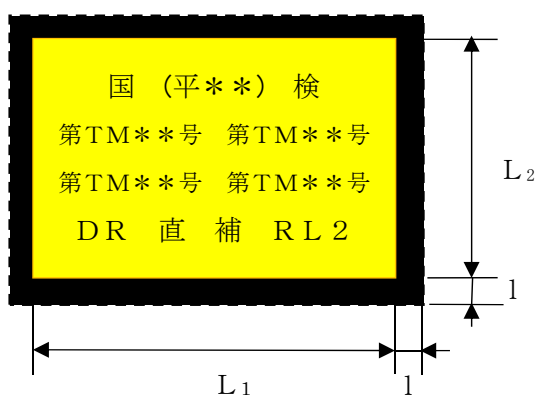 国 （平＊＊） 検
第ＴＭ＊＊号 第ＴＭ＊＊号
第ＴＭ＊＊号 第ＴＭ＊＊号
ＤＲ 直 補 ＲＬ２
Ｌ₂
l
Ｌ₁
l